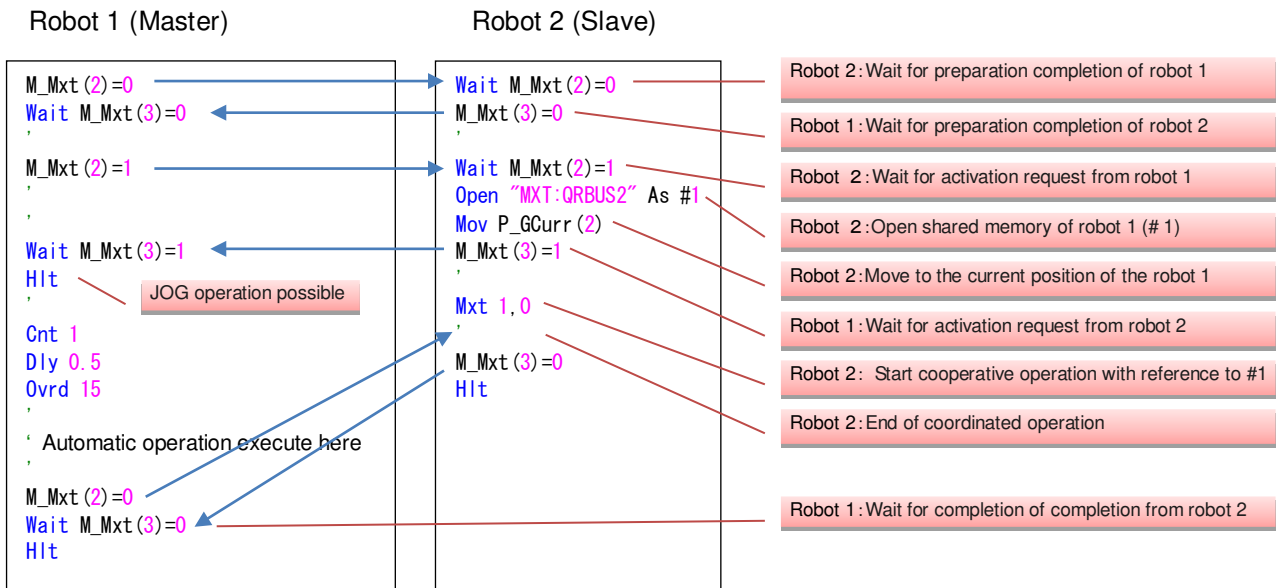 Robot 1 (Master)
M_Mxt(2)=0
Wait M_Mxt(3)=0
'
M_Mxt(2)=1
'
'
Wait M_Mxt(3)=1
Hlt
'
JOG operation possible
Cnt 1
Dly 0.5
Ovrd 15
'
‘ Automatic operation execute here
'
M_Mxt(2)=0
Wait M_Mxt(3)=0
Hlt
Robot 2 (Slave)
Wait M_Mxt(2)=0
M_Mxt(3)=0
'
Wait M_Mxt(2)=1
Open "MXT:QRBUS2" As #1
Mov P_GCurr(2)
M_Mxt(3)=1
'
Mxt 1,0
'
M_Mxt(3)=0
Hlt
Robot 2:Wait for preparation completion of robot 1
Robot 1:Wait for preparation completion of robot 2
Robot 2:Wait for activation request from robot 1
Robot 2:Open shared memory of robot 1 (# 1)
Robot 2:Move to the current position of the robot 1
Robot 1:Wait for activation request from robot 2
Robot 2: Start cooperative operation with reference to #1
Robot 2:End of coordinated operation
Robot 1:Wait for completion of completion from robot 2